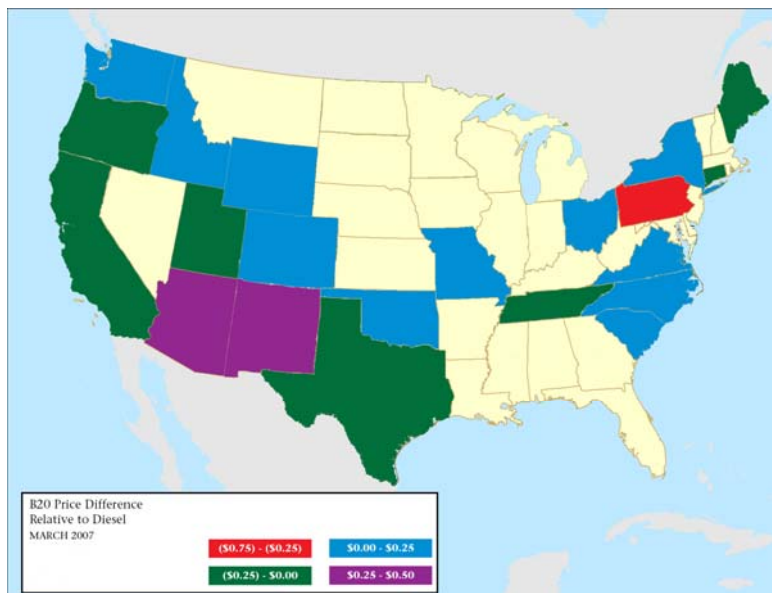 B20 Price Difference
Relative to Diesel
MARCH 2007
($0.75) - ($0.25)
$0.00 - $0.25
($0.25) - $0.00
$0.25 - $0.50